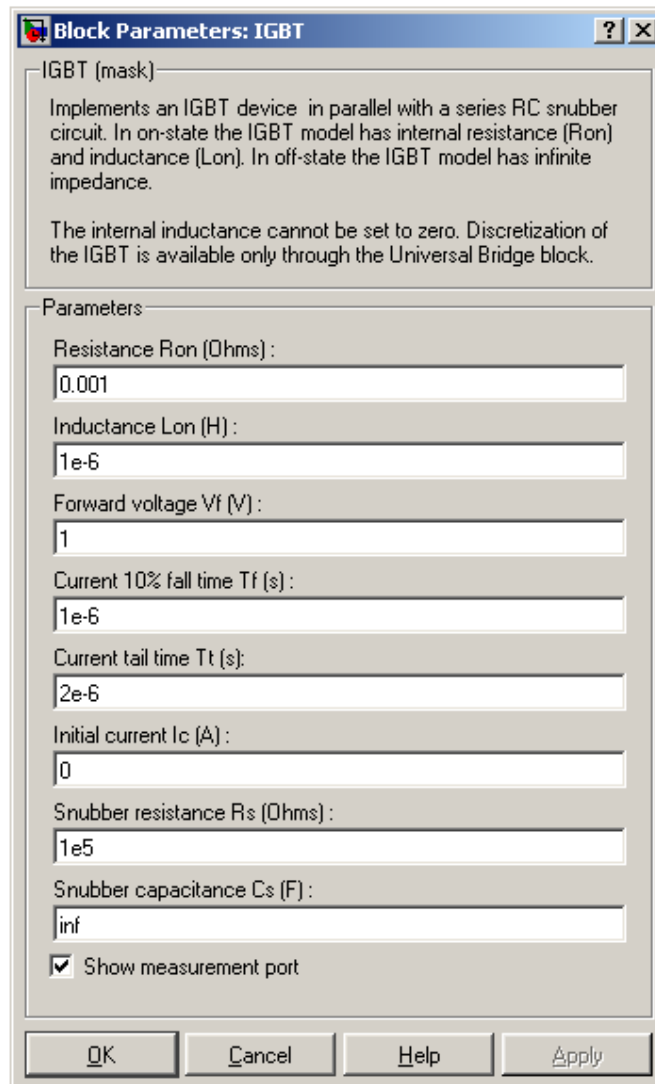 Block Parameters: IGBT
IGBT (mask)
Implements an IGBT device  in parallel with a series RC snubber
circuit. In on-state the IGBT model has internal resistance (Ron)
and inductance (Lon). In off-state the IGBT model has infinite
impedance.
The internal inductance cannot be set to zero. Discretization of
the IGBT is available only through the Universal Bridge block.
Parameters
Resistance Ron (Ohms) :
0.001
Inductance Lon (H) :
1e-6
Forward voltage Vf (V) :
1
Current 10% fall time Tf (s) :
1e-6
Current tail time Tt (s):
2e-6
Initial current Ic (A) :
0
Snubber resistance Rs (Ohms) :
1e5
Snubber capacitance Cs (F) :
inf
Show measurement port
OK Cancel Help Apply